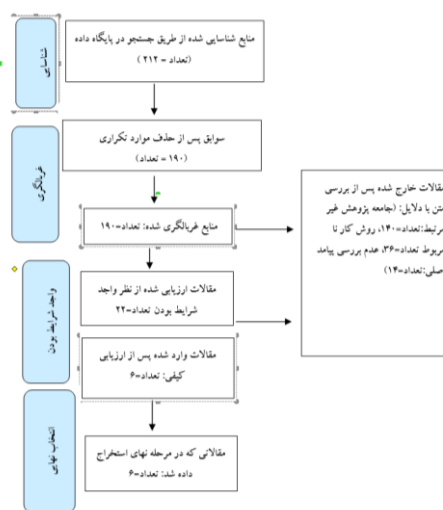 شناسایی
منابع شناسایی شده از طریق جستجو در پایگاه داده
(تعداد = ۲۱۲ )
غربالگری
سوابق پس از حذف موارد تکراری
(۱۹۰ = تعداد)
منابع غربالگری شده: تعداد=۱۹۰
مقالات خارج شده پس از بررسی
متن با دلایل: (جامعه پژوهش غیر
مرتبط:تعداد=۱۴۰، روش کار نا
مربوط تعداد=۳۶، عدم بررسی پیامد
اصلی:تعداد=۱۴)
واجد شرایط بودن
مقالات ارزیابی شده از نظر واجد
شرایط بودن تعداد=۲۲
مقالات وارد شده پس از ارزیابی
کیفی: تعداد=۶
انتخاب نهایی
مقالاتی که در مرحله نهای استخراج
داده شد: تعداد=۶